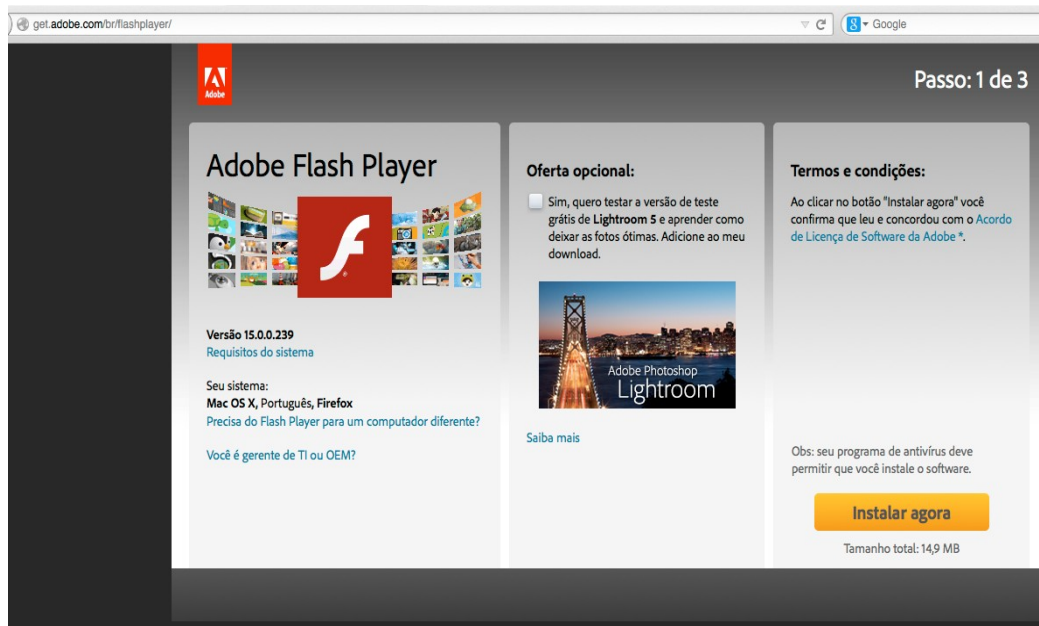 get.adobe.com/br/flashplayer/
Google
Adobe
Passo: 1 de 3
Adobe Flash Player
Versão 15.0.0.239
Requisitos do sistema
Seu sistema:
Mac OS X, Português, Firefox
Precisa do Flash Player para um computador diferente?
Você é gerente de TI ou OEM?
Oferta opcional:
Sim, quero testar a versão de teste
grátis de Lightroom 5 e aprender como
deixar as fotos ótimas. Adicione ao meu
download.
Adobe Photoshop
Lightroom
Saiba mais
Termos e condições:
Ao clicar no botão "Instalar agora" você
confirma que leu e concordou com o Acordo
de Licença de Software da Adobe *.
Obs: seu programa de antivírus deve
permitir que você instale o software.
Instalar agora
Tamanho total: 14,9 MB